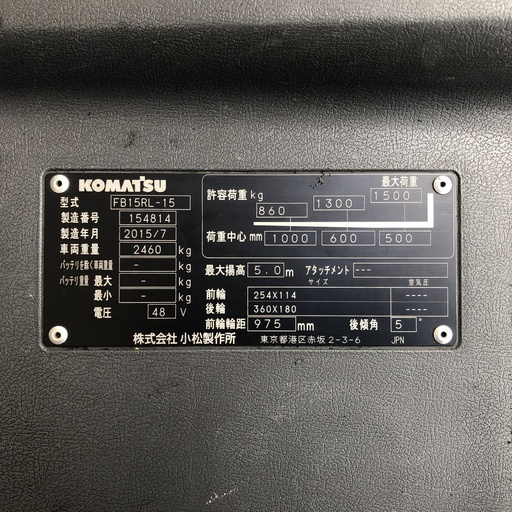 KOMATSU
型式 FB15RL-15
製造番号 154814
製造年月 2015/7
車両重量 2460 kg
バッテリを除く車両重量 - kg
バッテリ重量 最大 - kg
最小 - kg
電圧 48 V
株式会社 小松製作所
最大荷重
許容荷重 kg 860 1300 1500
荷重中心 mm 1000 600 500
最大揚高 5.0 m アタッチメント ---
サイズ 空気圧
前輪 254X114 ----
後輪 360X180 ----
前輪輪距 975 mm 後傾角 5 °
東京都港区赤坂 2-3-6 JPN